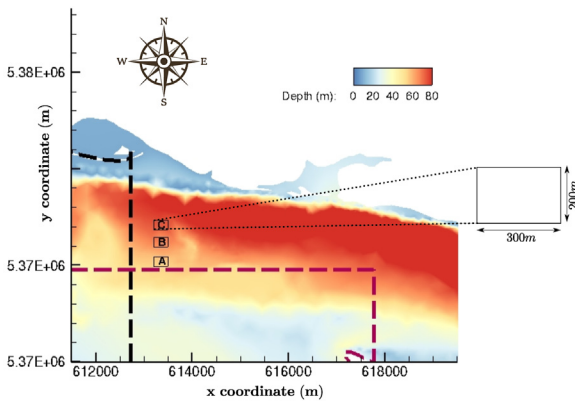 N
W E
S
5.38E+06
Depth (m): 0 20 40 60 80
y coordinate (m)
C
B
200m
300m
5.37E+06
A
5.37E+06
612000 614000 616000 618000
x coordinate (m)